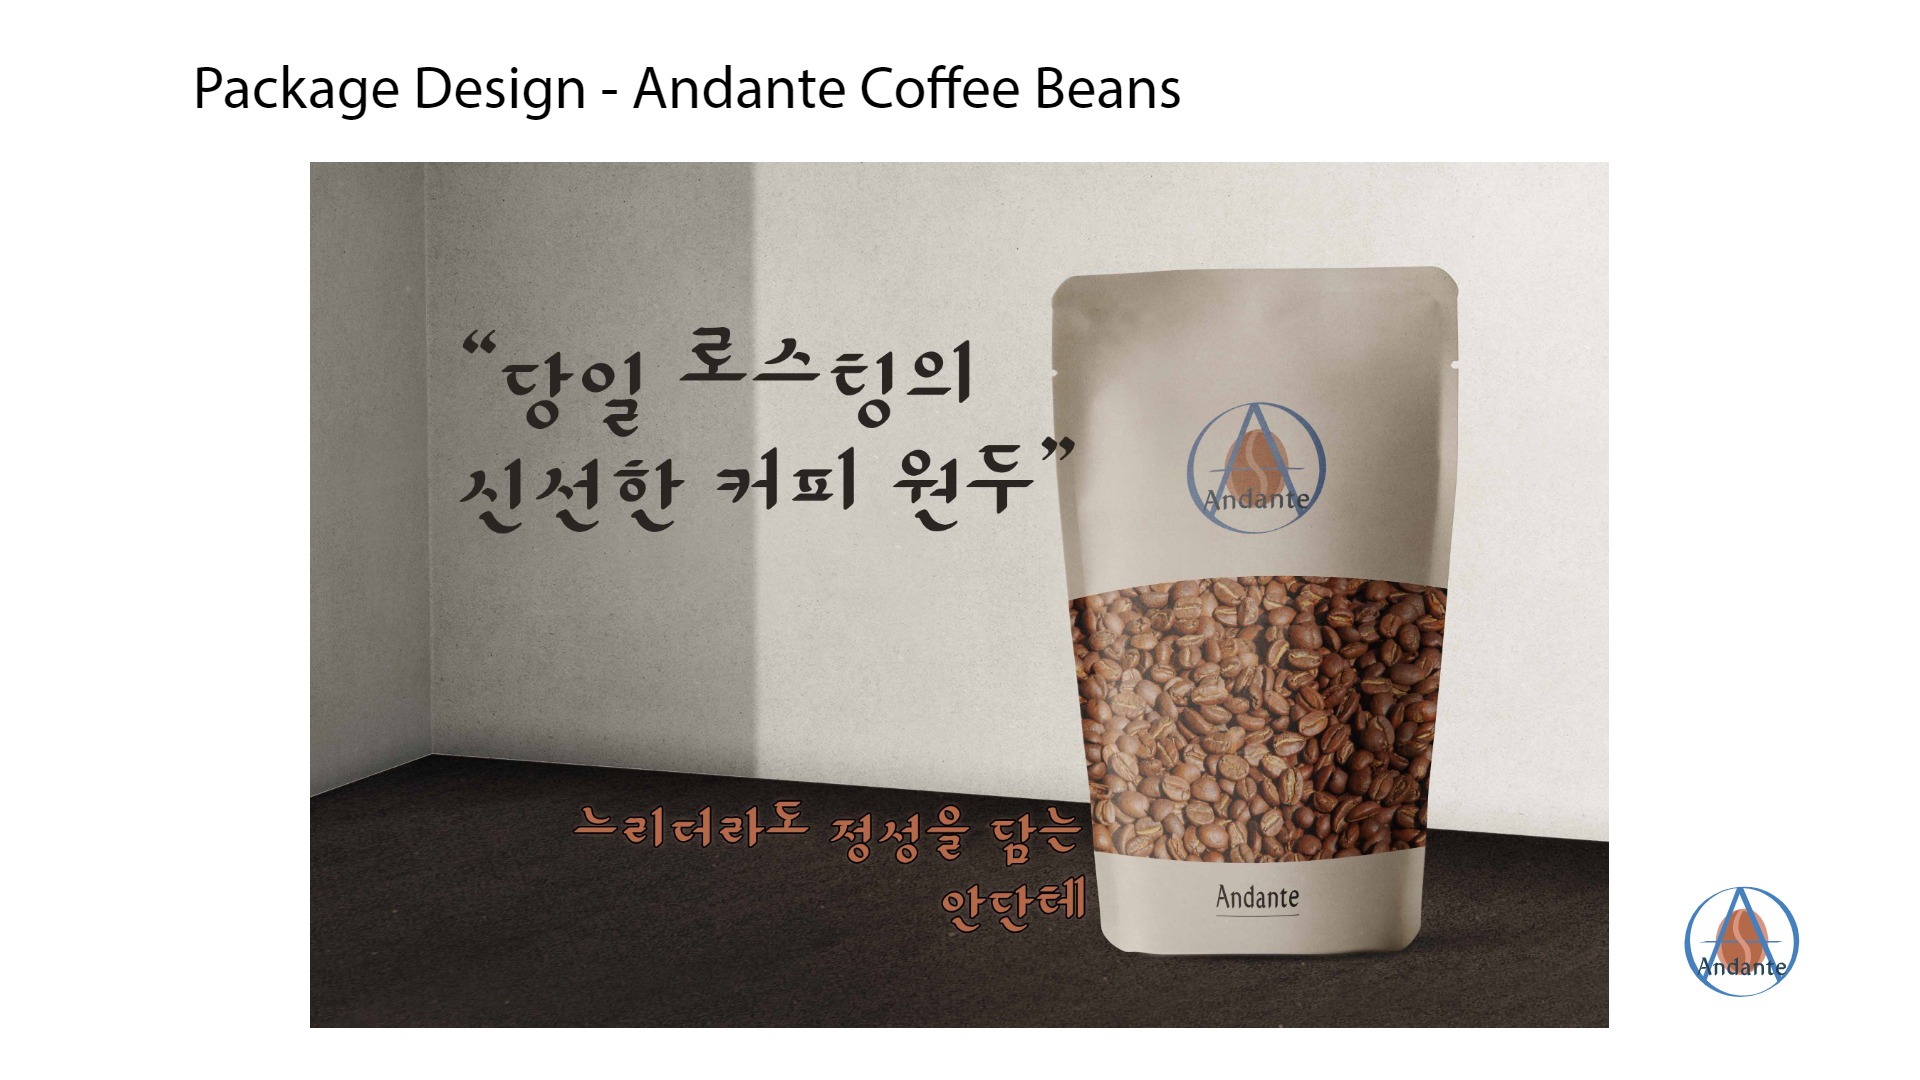 Package Design - Andante Coffee Beans
“당일 로스팅의
신선한 커피 원두”
Andante
느리더라도 정성을 담는
안단테
Andante
Andante